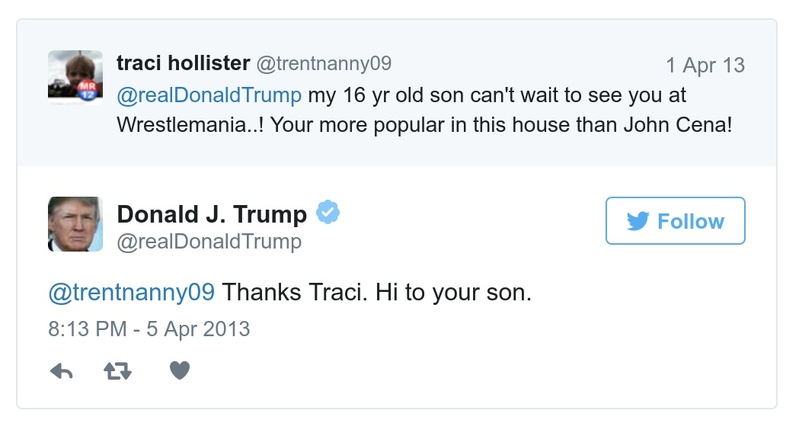 traci hollister @trentnanny09 1 Apr 13
@realDonaldTrump my 16 yr old son can't wait to see you at
Wrestlemania..! Your more popular in this house than John Cena!
MR
12
Donald J. Trump
@realDonaldTrump
Follow
@trentnanny09 Thanks Traci. Hi to your son.
8:13 PM - 5 Apr 2013